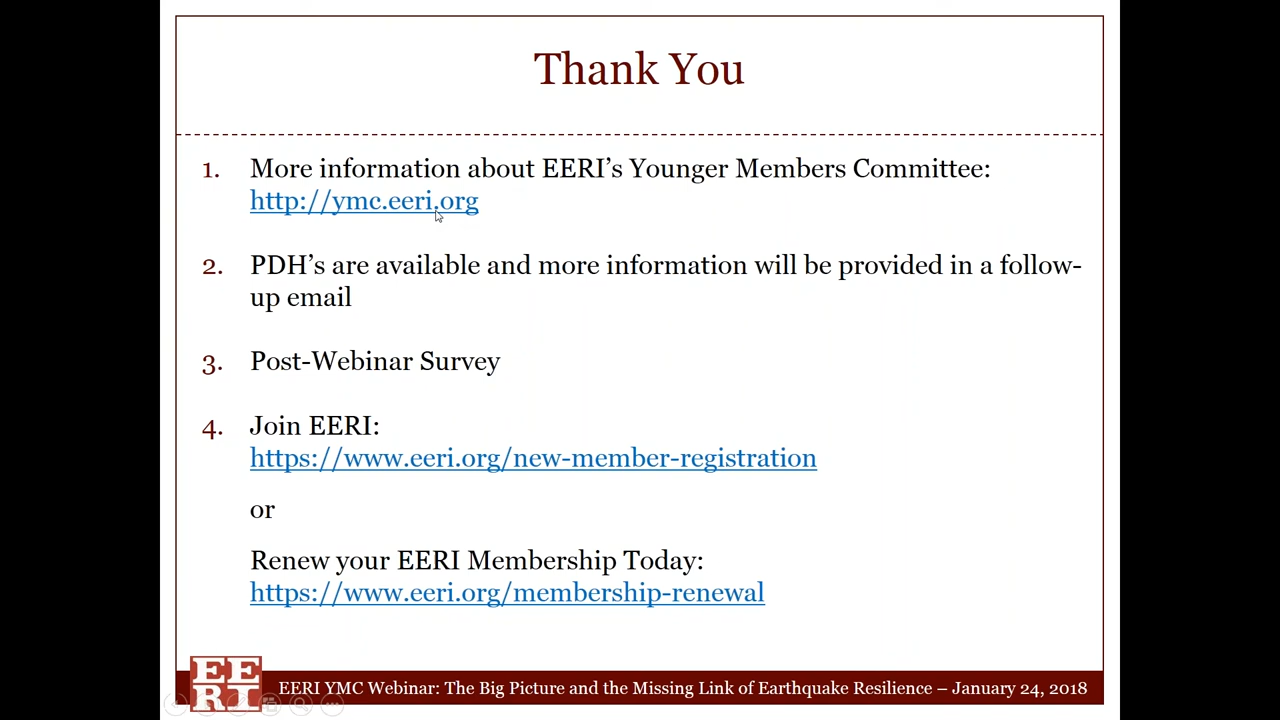 Thank You
1. More information about EERI’s Younger Members Committee:
http://ymc.eeri.org
2. PDH’s are available and more information will be provided in a follow-
up email
3. Post-Webinar Survey
4. Join EERI:
https://www.eeri.org/new-member-registration
or
Renew your EERI Membership Today:
https://www.eeri.org/membership-renewal
EE
RI
EERI YMC Webinar: The Big Picture and the Missing Link of Earthquake Resilience – January 24, 2018